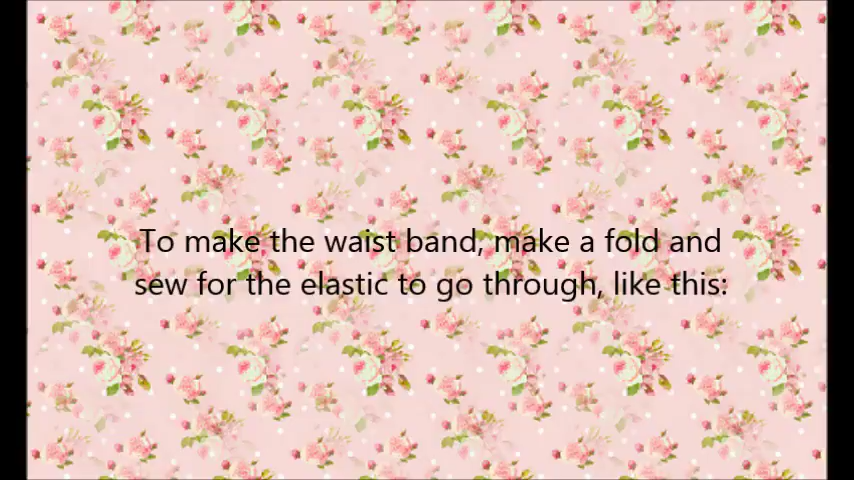 To make the waist band, make a fold and
sew for the elastic to go through, like this: